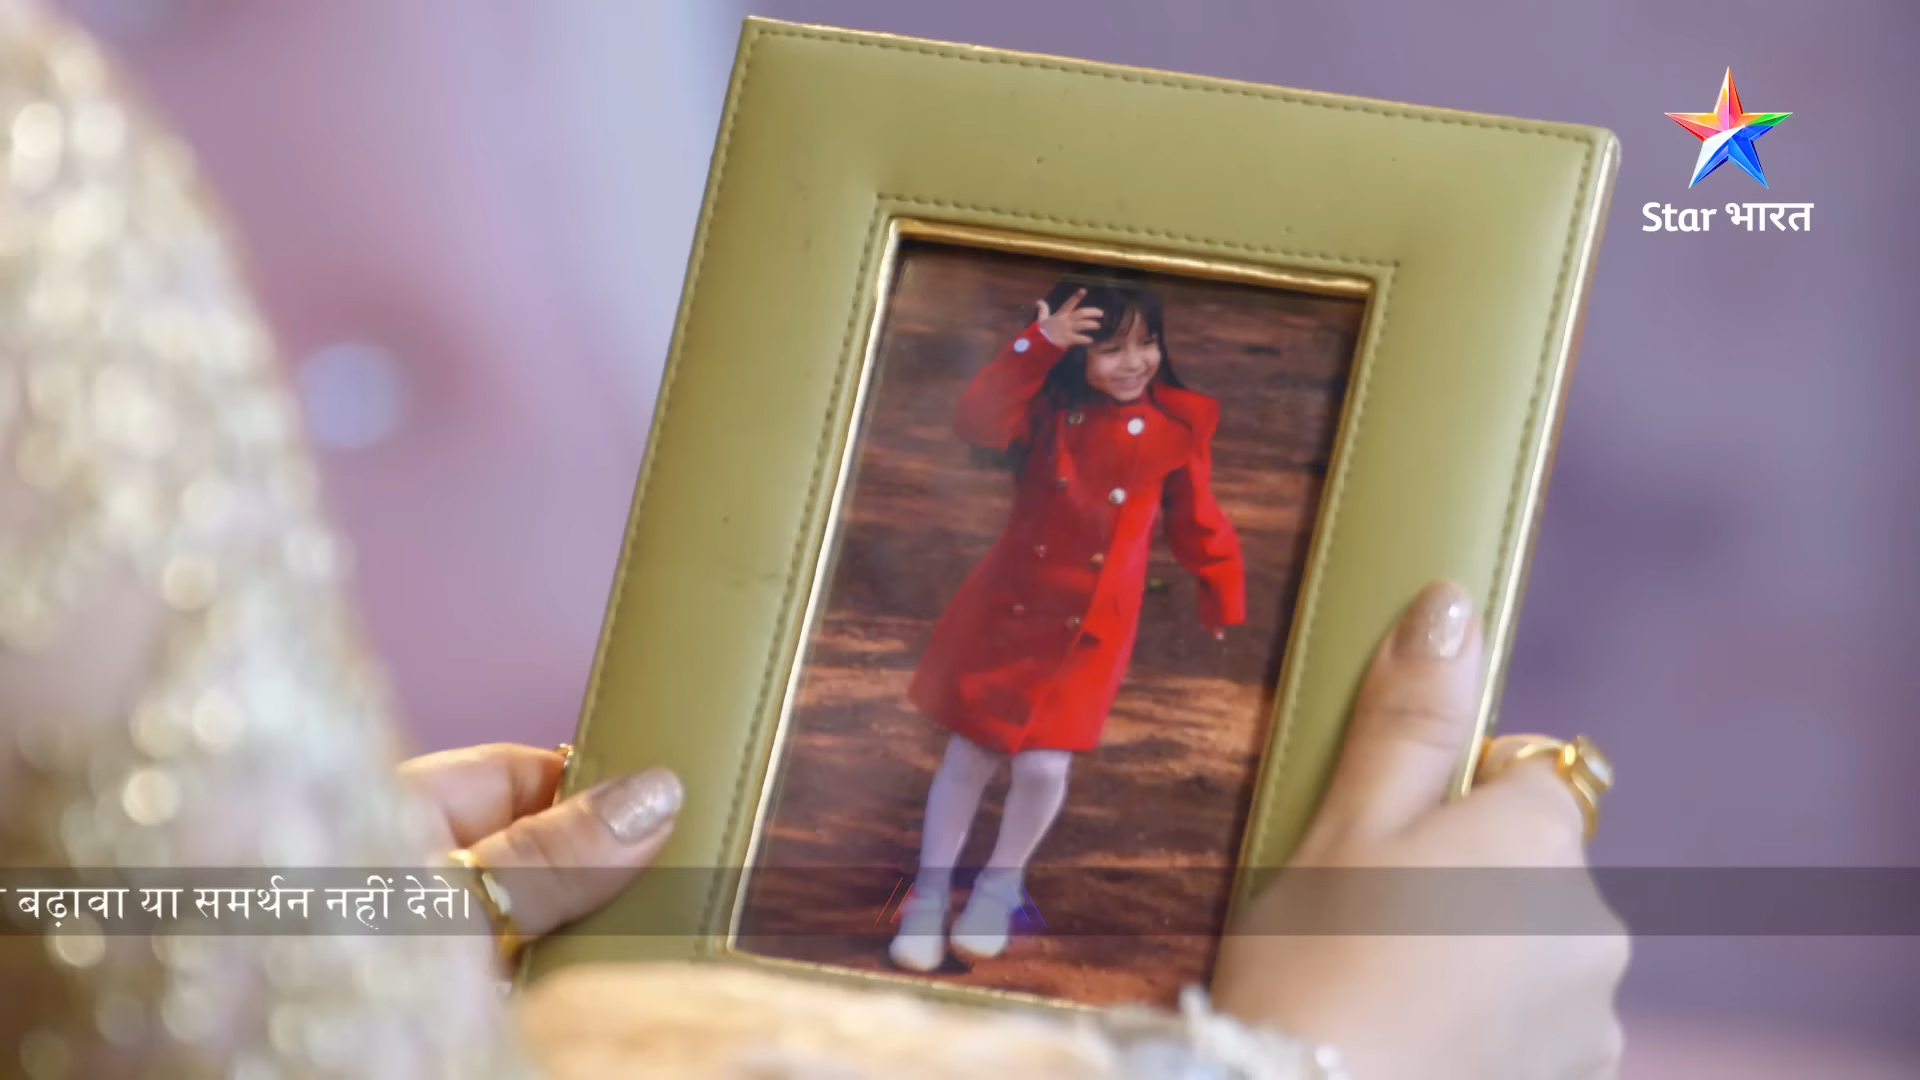 Star भारत
बढ़ावा या समर्थन नहीं देते।